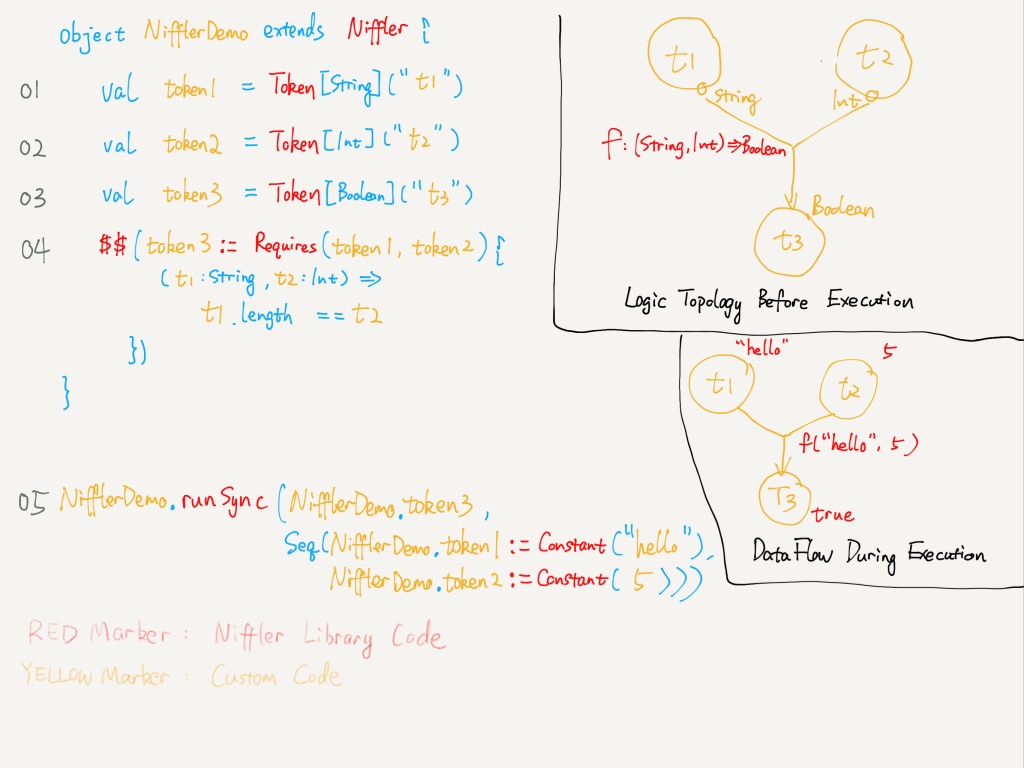 object NifflerDemo extends Niffler {
01 val token1 = Token[String]("t1")
02 val token2 = Token[Int]("t2")
03 val token3 = Token[Boolean]("t3")
04 $$(token3 := Requires(token1, token2){
(t1:String, t2:Int) =>
t1.length == t2
})
}
05 NifflerDemo.runSync(NifflerDemo.token3,
Seq(NifflerDemo.token1 := Constant("hello"),
NifflerDemo.token2 := Constant(5)))
RED Marker: Niffler Library Code
YELLOW Marker: Custom Code
t1
t2
String
Int
f:(String,Int)=>Boolean
Boolean
t3
Logic Topology Before Execution
"hello"
5
t1
t2
f("hello", 5)
T3
true
Data Flow During Execution